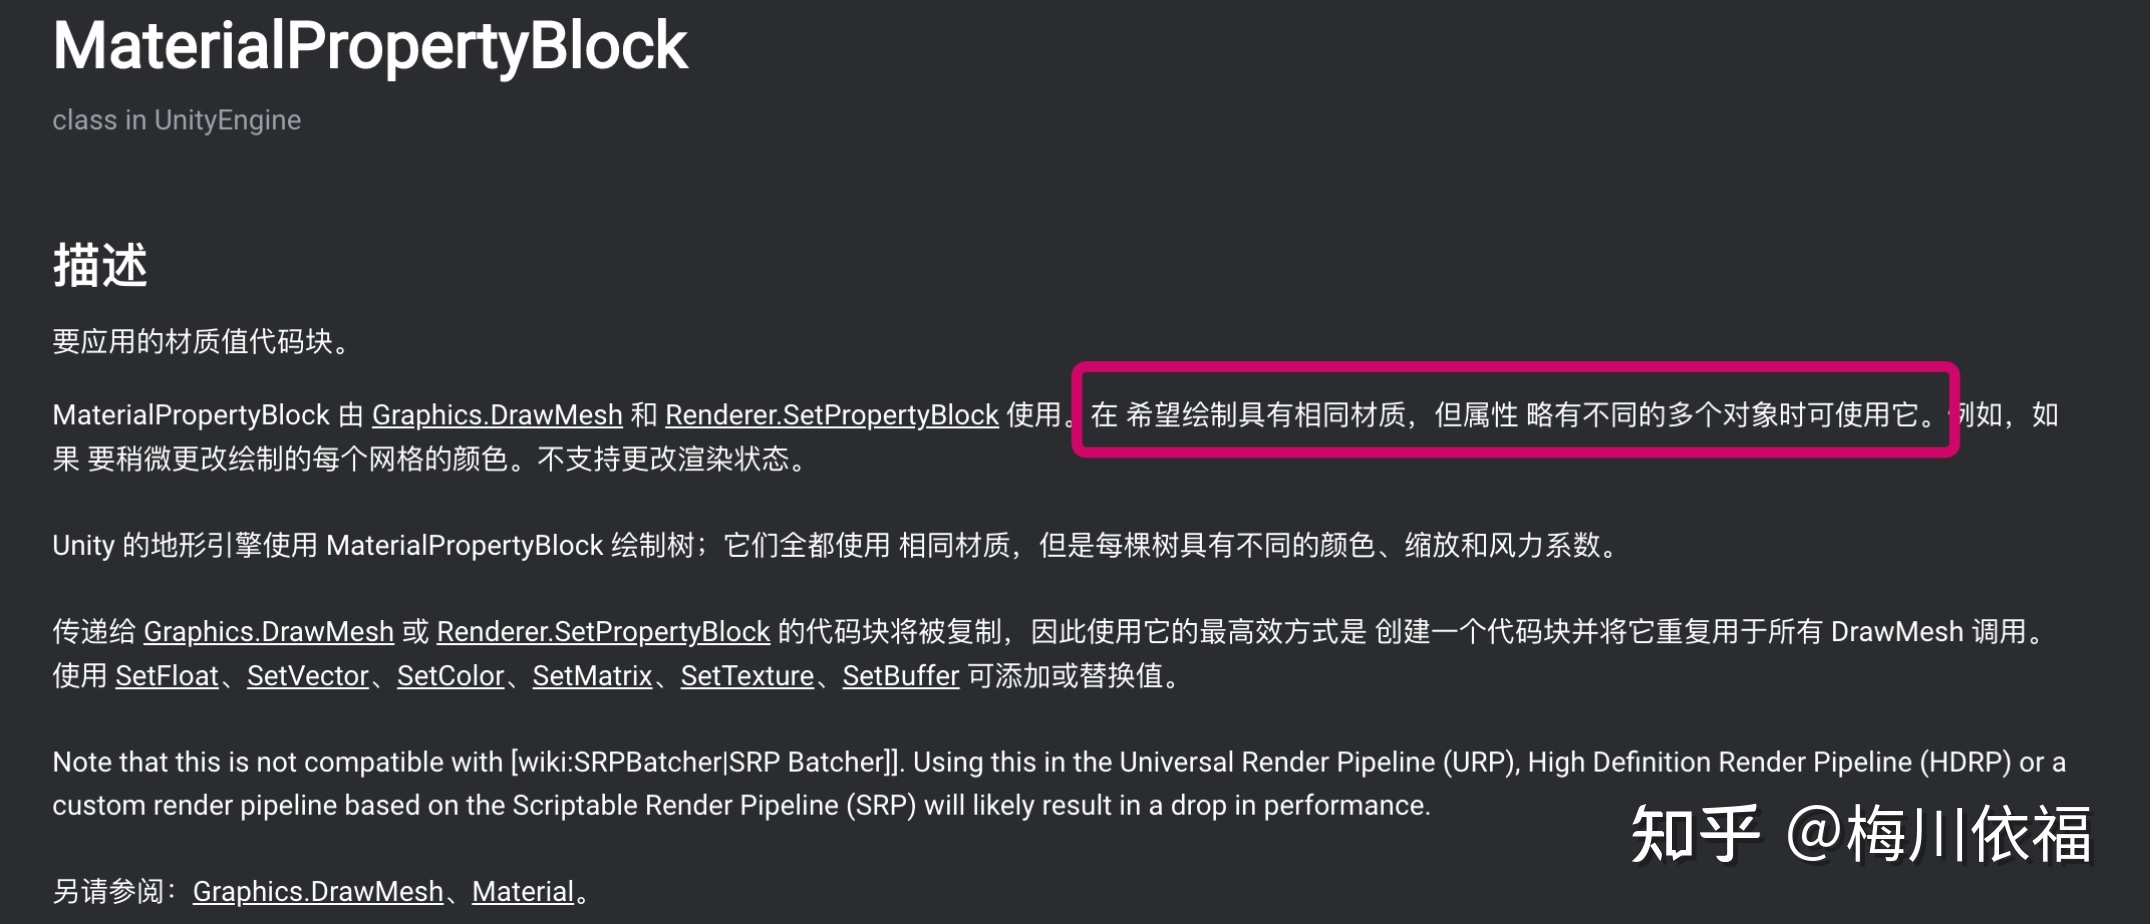 MaterialPropertyBlock
class in UnityEngine
描述
要应用的材质值代码块。
MaterialPropertyBlock 由 Graphics.DrawMesh 和 Renderer.SetPropertyBlock 使用。在 希望绘制具有相同材质，但属性 略有不同的多个对象时可使用它。例如，如
果 要稍微更改绘制的每个网格的颜色。不支持更改渲染状态。
Unity 的地形引擎使用 MaterialPropertyBlock 绘制树；它们全都使用 相同材质，但是每棵树具有不同的颜色、缩放和风力系数。
传递给 Graphics.DrawMesh 或 Renderer.SetPropertyBlock 的代码块将被复制，因此使用它的最高效方式是 创建一个代码块并将它重复用于所有 DrawMesh 调用。
使用 SetFloat、SetVector、SetColor、SetMatrix、SetTexture、SetBuffer 可添加或替换值。
Note that this is not compatible with [wiki:SRPBatcher|SRP Batcher]]. Using this in the Universal Render Pipeline (URP), High Definition Render Pipeline (HDRP) or a
custom render pipeline based on the Scriptable Render Pipeline (SRP) will likely result in a drop in performance.
知乎 @梅川依福
另请参阅：Graphics.DrawMesh、Material。